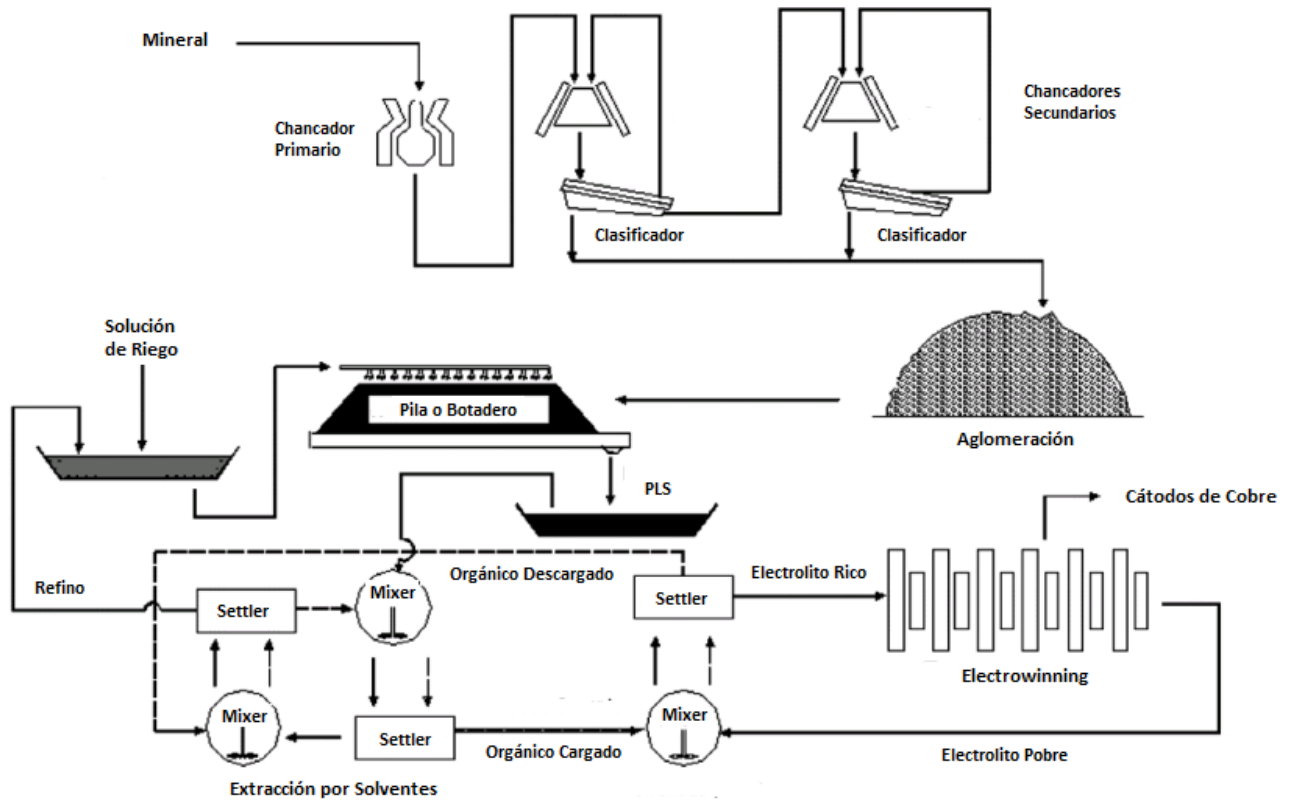 Mineral
Chancador
Primario
Chancadores
Secundarios
Clasificador
Clasificador
Solución
de Riego
Pila o Botadero
Aglomeración
PLS
Cátodos de Cobre
Orgánico Descargado
Electrolito Rico
Refino
Mixer
Settler
Settler
Electrowinning
Mixer
Mixer
Settler
Orgánico Cargado
Electrolito Pobre
Extracción por Solventes